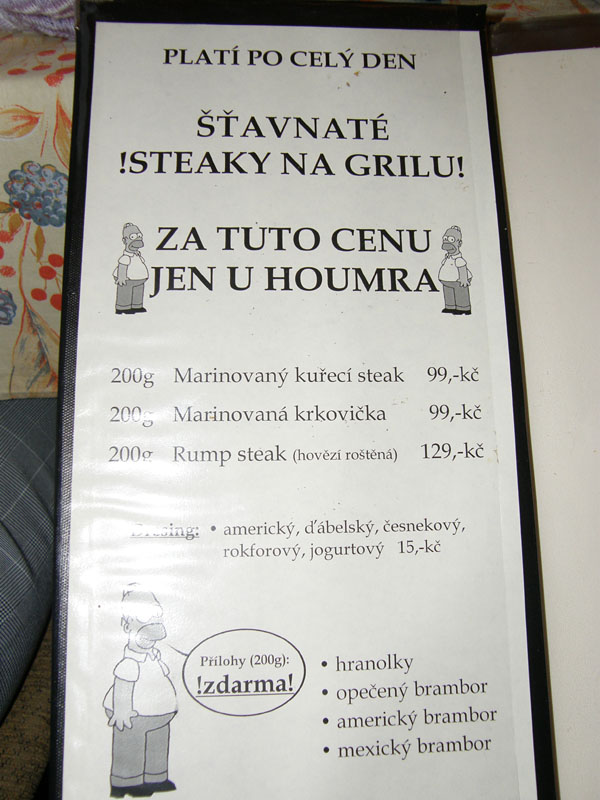 PLATÍ PO CELÝ DEN
ŠŤAVNATÉ
!STEAKY NA GRILU!
ZA TUTO CENU
JEN U HOUMRA
200g Marinovaný kuřecí steak 99,-kč
200g Marinovaná krkovička 99,-kč
200g Rump steak (hovězí roštěná) 129,-kč
Dresing: • americký, ďábelský, česnekový,
rokforový, jogurtový 15,-kč
Přílohy (200g):
!zdarma!
• hranolky
• opečený brambor
• americký brambor
• mexický brambor